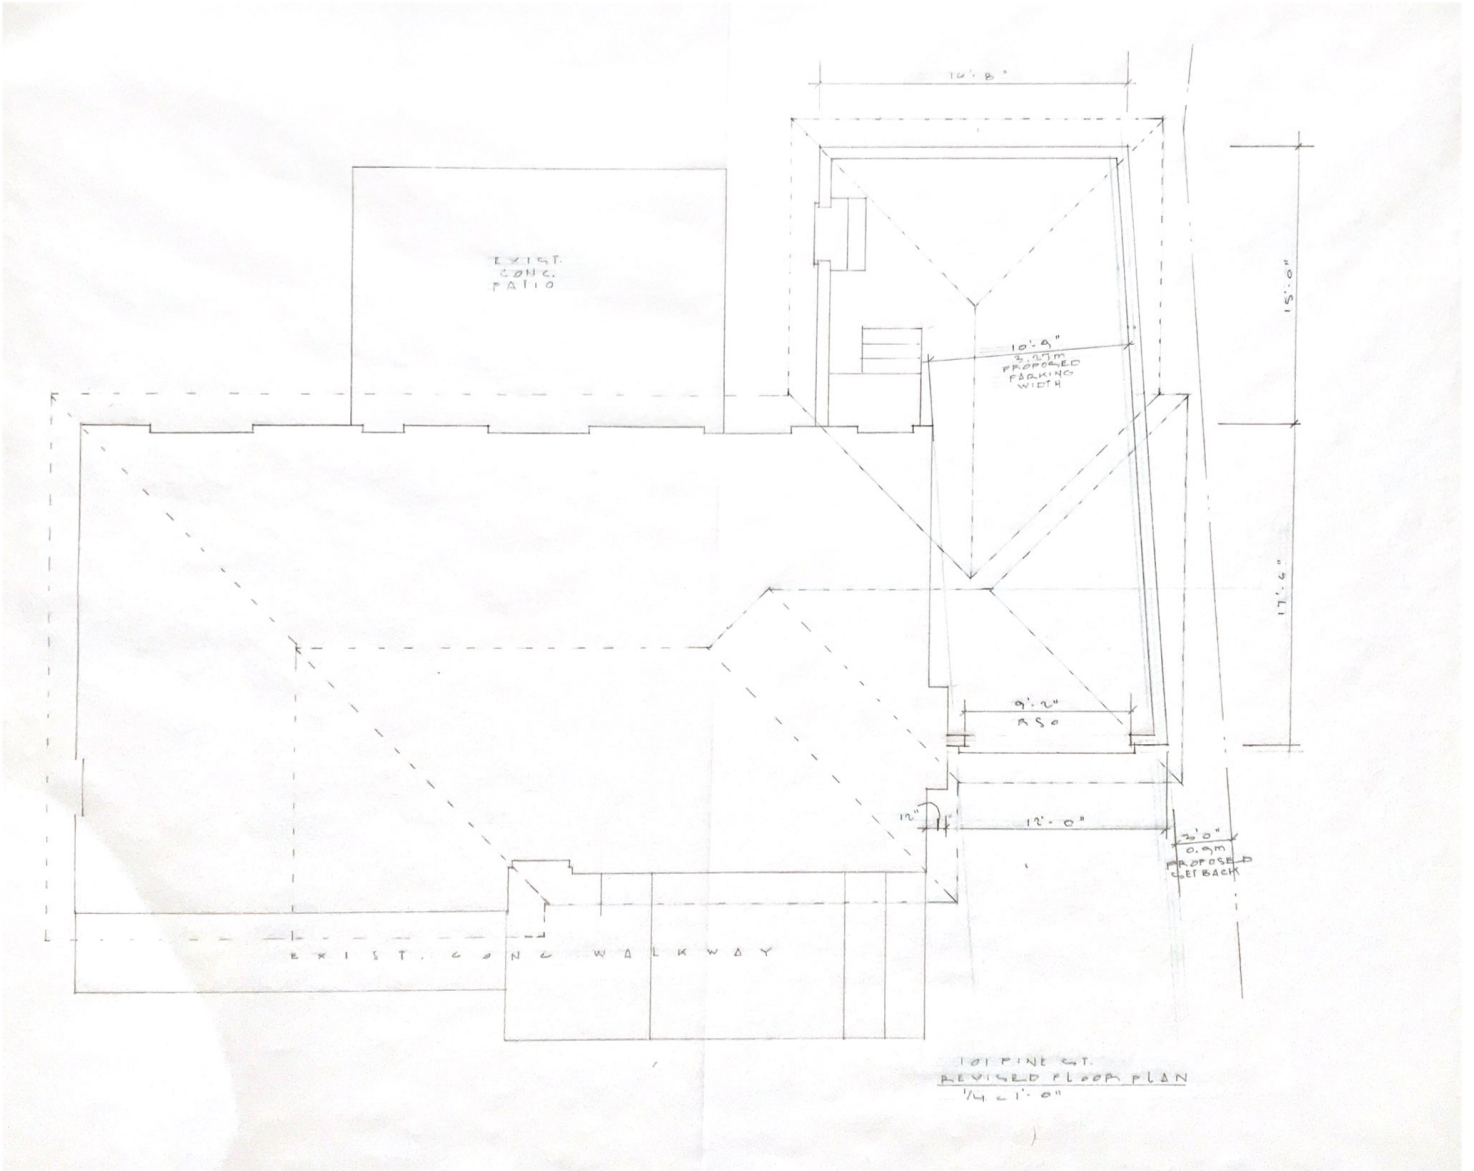 16'-8"
EXIST.
CONC.
PATIO
15'-0"
10'-9"
3.27m
PROPOSED
PARKING
WIDTH
17'-6"
9'-2"
RSO
12"
12'-0"
3'0"
0.9m
PROPOSED
SETBACK
EXIST. CONC WALKWAY
101 PINE ST.
REVISED FLOOR PLAN
1/4 = 1'-0"